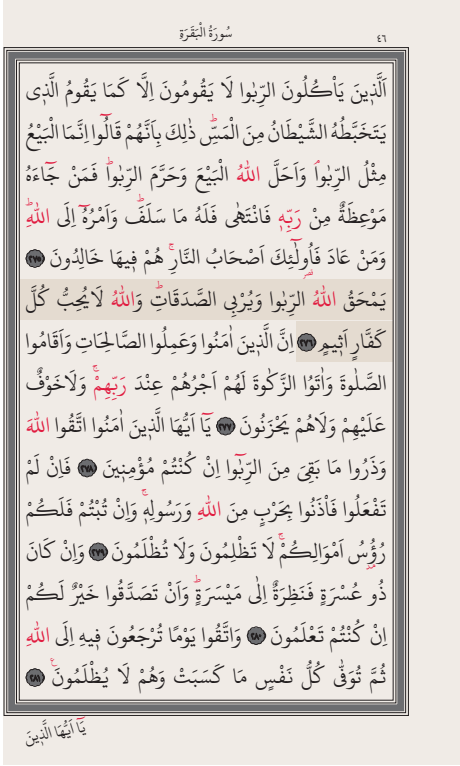 سُورَةُ الْبَقَرَةِ
٤٦
اَلَّذ۪ينَ يَأْكُلُونَ الرِّبٰوا لَا يَقُومُونَ اِلَّا كَمَا يَقُومُ الَّذ۪ى
يَتَخَبَّطُهُ الشَّيْطَانُ مِنَ الْمَسِّۜ ذٰلِكَ بِاَنَّهُمْ قَالُٓوا اِنَّمَا الْبَيْعُ
مِثْلُ الرِّبٰواۢ وَاَحَلَّ اللّٰهُ الْبَيْعَ وَحَرَّمَ الرِّبٰواۜ فَمَنْ جَٓاءَهُ
مَوْعِظَةٌ مِنْ رَبِّه۪ فَانْتَهٰى فَلَهُ مَا سَلَفَۜ وَاَمْرُهُٓ اِلَى اللّٰهِۜ
وَمَنْ عَادَ فَاُو۬لٰٓئِكَ اَصْحَابُ النَّارِۚ هُمْ ف۪يهَا خَالِدُونَ ﴿٢٧٥﴾
يَمْحَقُ اللّٰهُ الرِّبٰوا وَيُرْبِى الصَّدَقَاتِۜ وَاللّٰهُ لَا يُحِبُّ كُلَّ
كَفَّارٍ اَث۪يمٍ ﴿٢٧٦﴾ اِنَّ الَّذ۪ينَ اٰمَنُوا وَعَمِلُوا الصَّالِحَاتِ وَاَقَامُوا
الصَّلٰوةَ وَاٰتَوُا الزَّكٰوةَ لَهُمْ اَجْرُهُمْ عِنْدَ رَبِّهِمْۚ وَلَا خَوْفٌ
عَلَيْهِمْ وَلَا هُمْ يَحْزَنُونَ ﴿٢٧٧﴾ يَٓا اَيُّهَا الَّذ۪ينَ اٰمَنُوا اتَّقُوا اللّٰهَ
وَذَرُوا مَا بَقِىَ مِنَ الرِّبٰٓوا اِنْ كُنْتُمْ مُؤْمِن۪ينَ ﴿٢٧٨﴾ فَاِنْ لَمْ
تَفْعَلُوا فَأْذَنُوا بِحَرْبٍ مِنَ اللّٰهِ وَرَسُولِه۪ۚ وَاِنْ تُبْتُمْ فَلَكُمْ
رُؤُ۫سُ اَمْوَالِكُمْۚ لَا تَظْلِمُونَ وَلَا تُظْلَمُونَ ﴿٢٧٩﴾ وَاِنْ كَانَ
ذُو عُسْرَةٍ فَنَظِرَةٌ اِلٰى مَيْسَرَةٍۜ وَاَنْ تَصَدَّقُوا خَيْرٌ لَكُمْ
اِنْ كُنْتُمْ تَعْلَمُونَ ﴿٢٨٠﴾ وَاتَّقُوا يَوْمًا تُرْجَعُونَ ف۪يهِ اِلَى اللّٰهِ
ثُمَّ تُوَفّٰى كُلُّ نَفْسٍ مَا كَسَبَتْ وَهُمْ لَا يُظْلَمُونَ۟ ﴿٢٨١﴾
يَٓا اَيُّهَا الَّذ۪ينَ